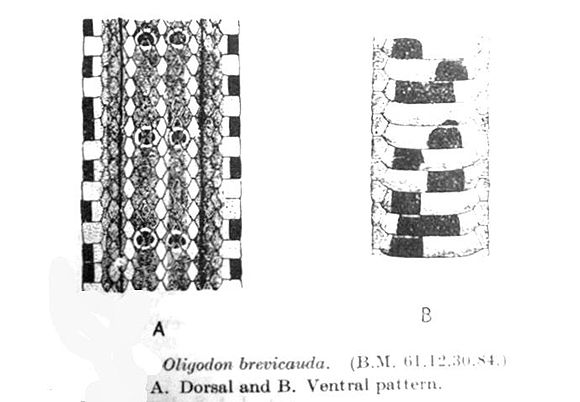 A
B
Oligodon brevicauda. (B.M. 61.12.30.84.)
A. Dorsal and B. Ventral pattern.